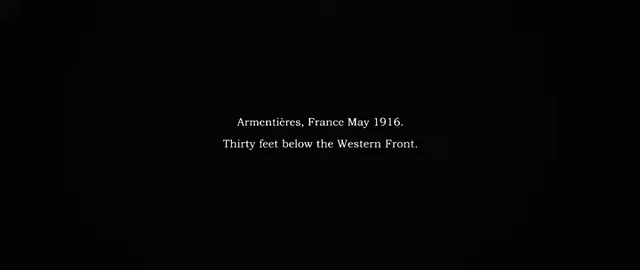 Armentières, France May 1916.
Thirty feet below the Western Front.